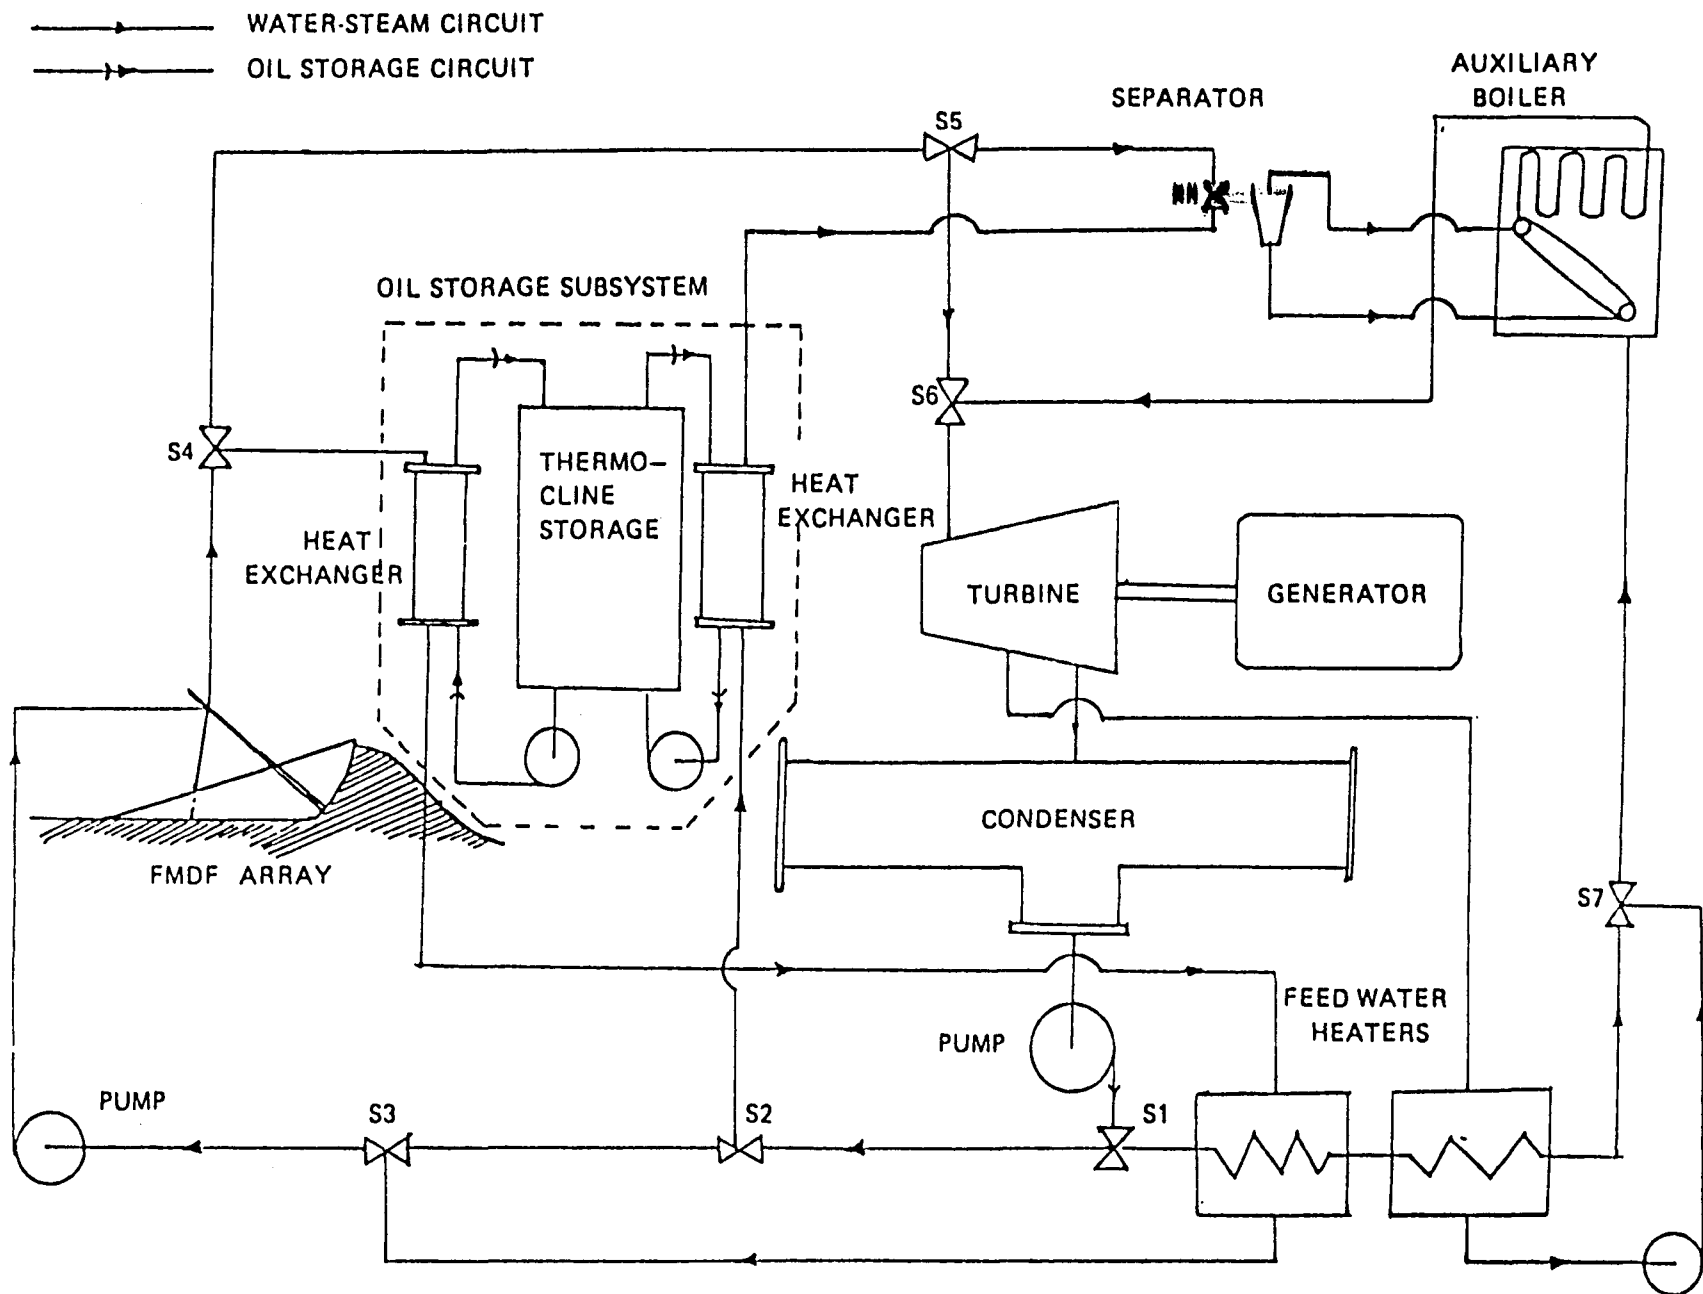 WATER-STEAM CIRCUIT
OIL STORAGE CIRCUIT
AUXILIARY
BOILER
SEPARATOR
S5
OIL STORAGE SUBSYSTEM
S6
S4
THERMO-
CLINE
STORAGE
HEAT
EXCHANGER
HEAT
EXCHANGER
TURBINE
GENERATOR
CONDENSER
FMDF ARRAY
S7
FEED WATER
HEATERS
PUMP
PUMP
S3
S2
S1